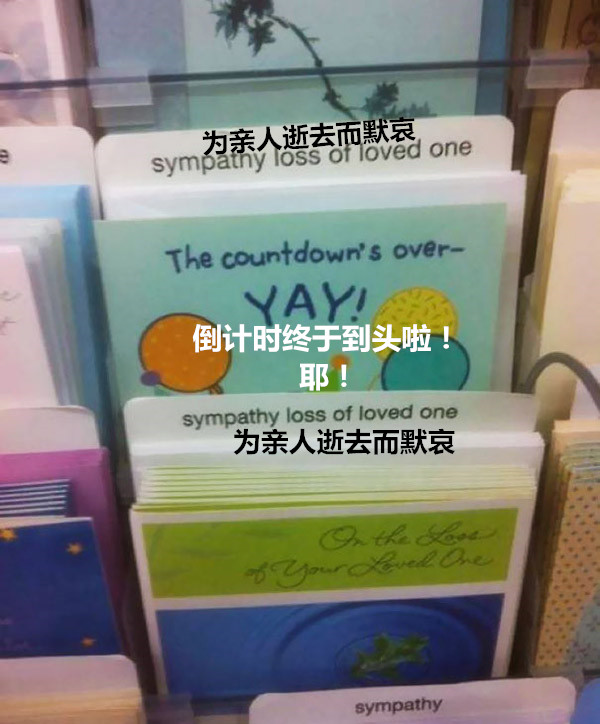 为亲人逝去而默哀
e
sympathy loss of loved one
The countdown's over-
YAY!
倒计时终于到头啦！
耶！
sympathy loss of loved one
为亲人逝去而默哀
On the Loss
of Your Loved One
sympathy